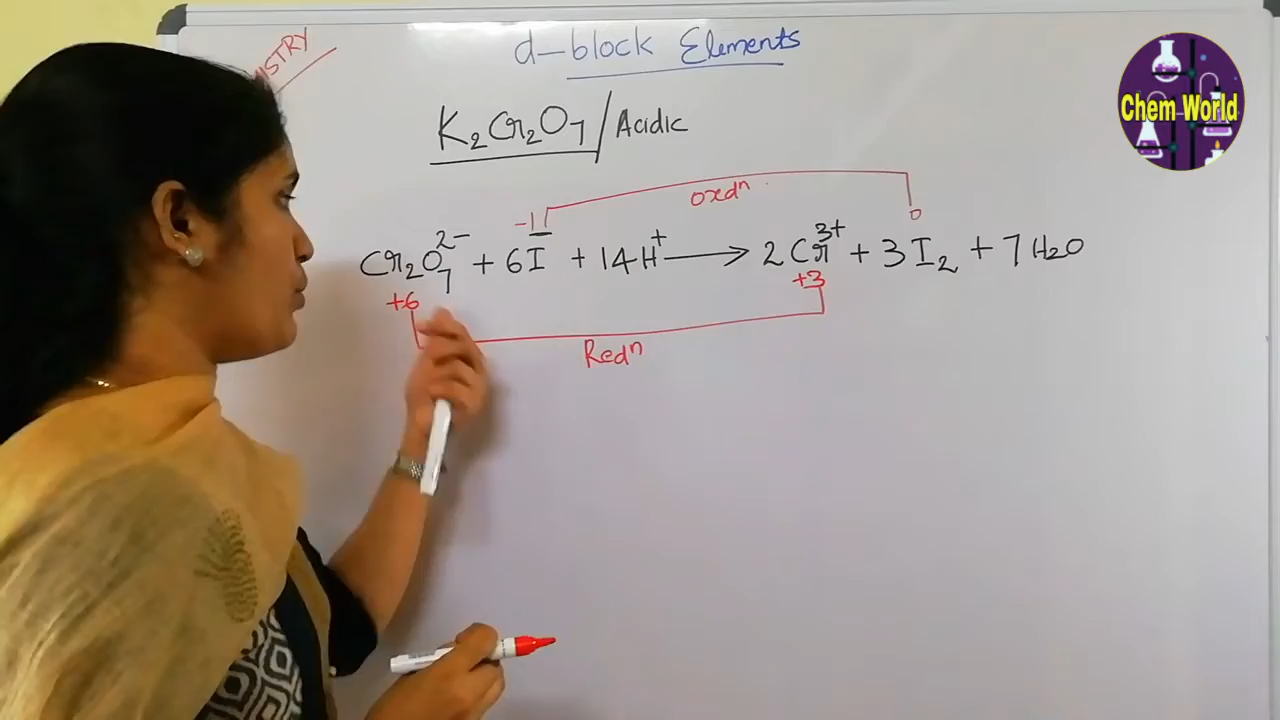 d-block Elements
K₂Cr₂O₇/Acidic
oxdⁿ
-1 0
Cr₂O₇²⁻ + 6I⁻ + 14H⁺ ⟶ 2Cr³⁺ + 3I₂ + 7H₂O
+6 +3
Redⁿ
Chem World